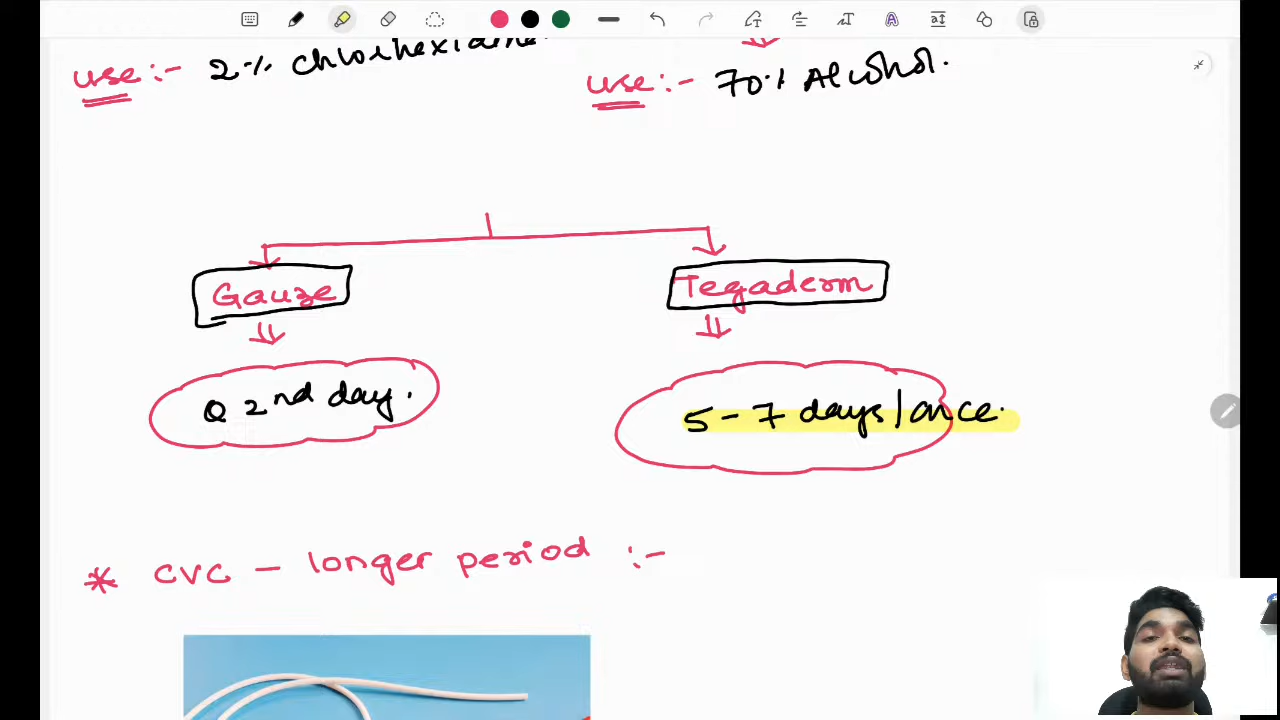 use :- 2% chlorhexidine
use :- 70% Alcohol.
Gauze
Tegaderm
Q 2nd day.
5-7 days/once.
* CVC - longer period :-